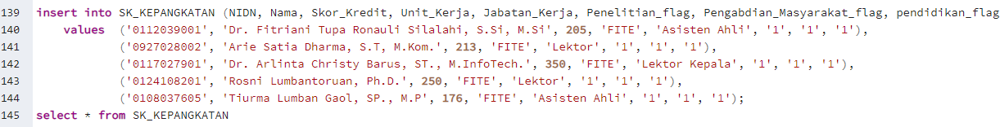 139 insert into SK_KEPANGKATAN (NIDN, Nama, Skor_Kredit, Unit_Kerja, Jabatan_Kerja, Penelitian_flag, Pengabdian_Masyarakat_flag, pendidikan_flag
140 values ('0112039001', 'Dr. Fitriani Tupa Ronauli Silalahi, S.Si, M.Si', 205, 'FITE', 'Asisten Ahli', '1', '1', '1'),
141 ('0927028002', 'Arie Satia Dharma, S.T, M.Kom.', 213, 'FITE', 'Lektor', '1', '1', '1'),
142 ('0117027901', 'Dr. Arlinta Christy Barus, ST., M.InfoTech.', 350, 'FITE', 'Lektor Kepala', '1', '1', '1'),
143 ('0124108201', 'Rosni Lumbantoruan, Ph.D.', 250, 'FITE', 'Lektor', '1', '1', '1'),
144 ('0108037605', 'Tiurma Lumban Gaol, SP., M.P', 176, 'FITE', 'Asisten Ahli', '1', '1', '1');
145 select * from SK_KEPANGKATAN